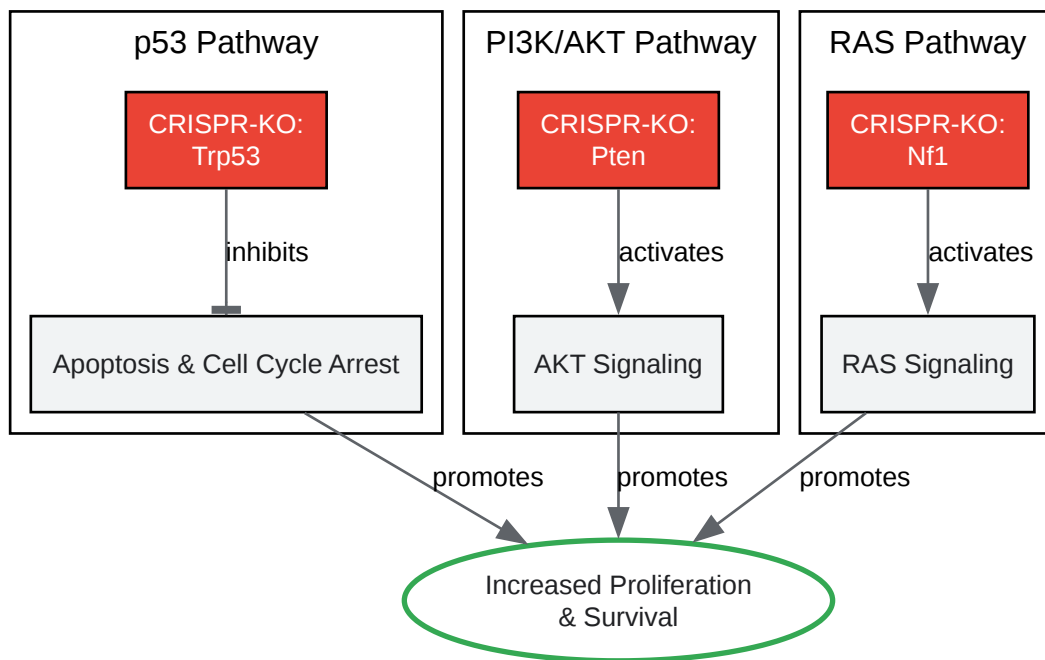 p53 Pathway
PI3K/AKT Pathway
RAS Pathway
CRISPR-KO:
Trp53
CRISPR-KO:
Pten
CRISPR-KO:
Nf1
inhibits
activates
activates
Apoptosis & Cell Cycle Arrest
AKT Signaling
RAS Signaling
promotes
promotes
promotes
Increased Proliferation
& Survival